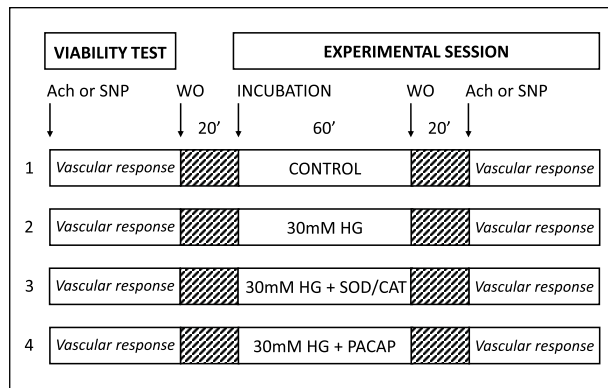 VIABILITY TEST EXPERIMENTAL SESSION
Ach or SNP WO INCUBATION WO Ach or SNP
20’ 60’ 20’
1 Vascular response CONTROL Vascular response
2 Vascular response 30mM HG Vascular response
3 Vascular response 30mM HG + SOD/CAT Vascular response
4 Vascular response 30mM HG + PACAP Vascular response